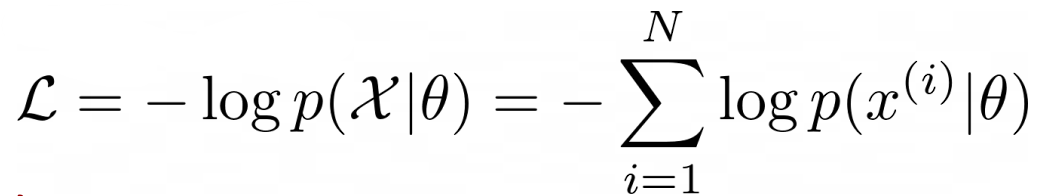 ℒ = − log p(𝒳|θ) = − ∑_{i=1}^{N} log p(x^{(i)}|θ)